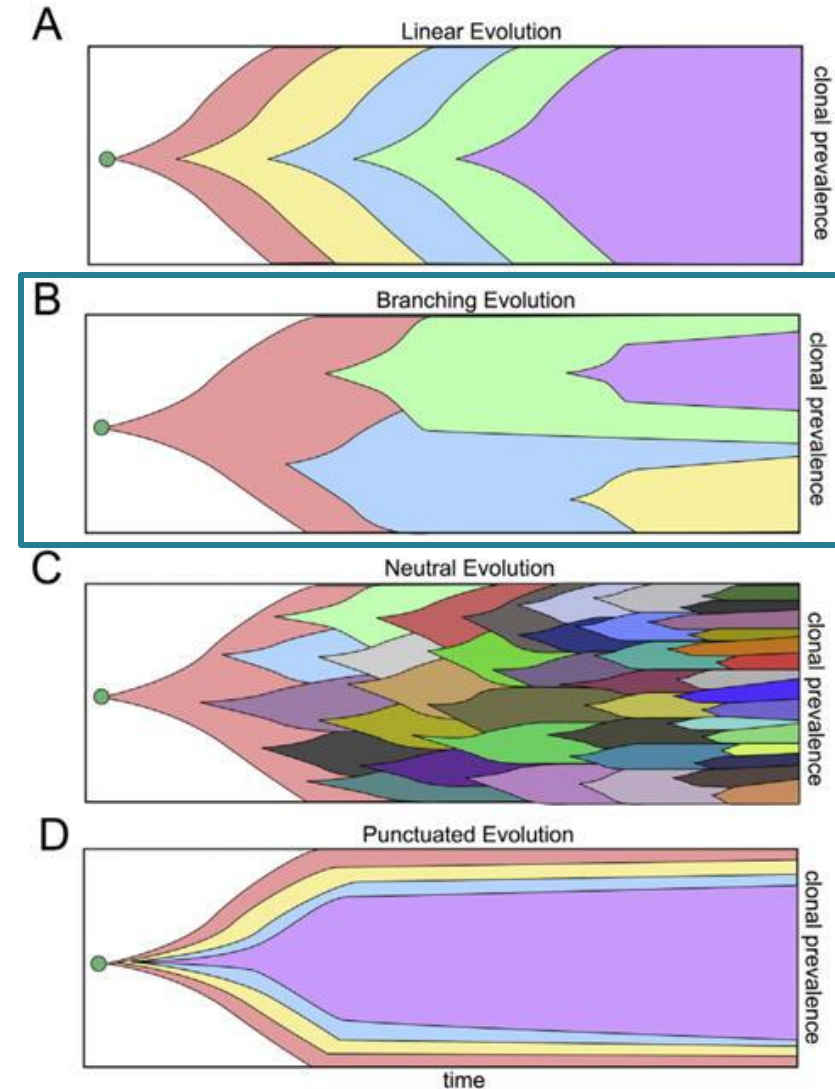 A
Linear Evolution
clonal prevalence
B
Branching Evolution
clonal prevalence
C
Neutral Evolution
clonal prevalence
D
Punctuated Evolution
clonal prevalence
time